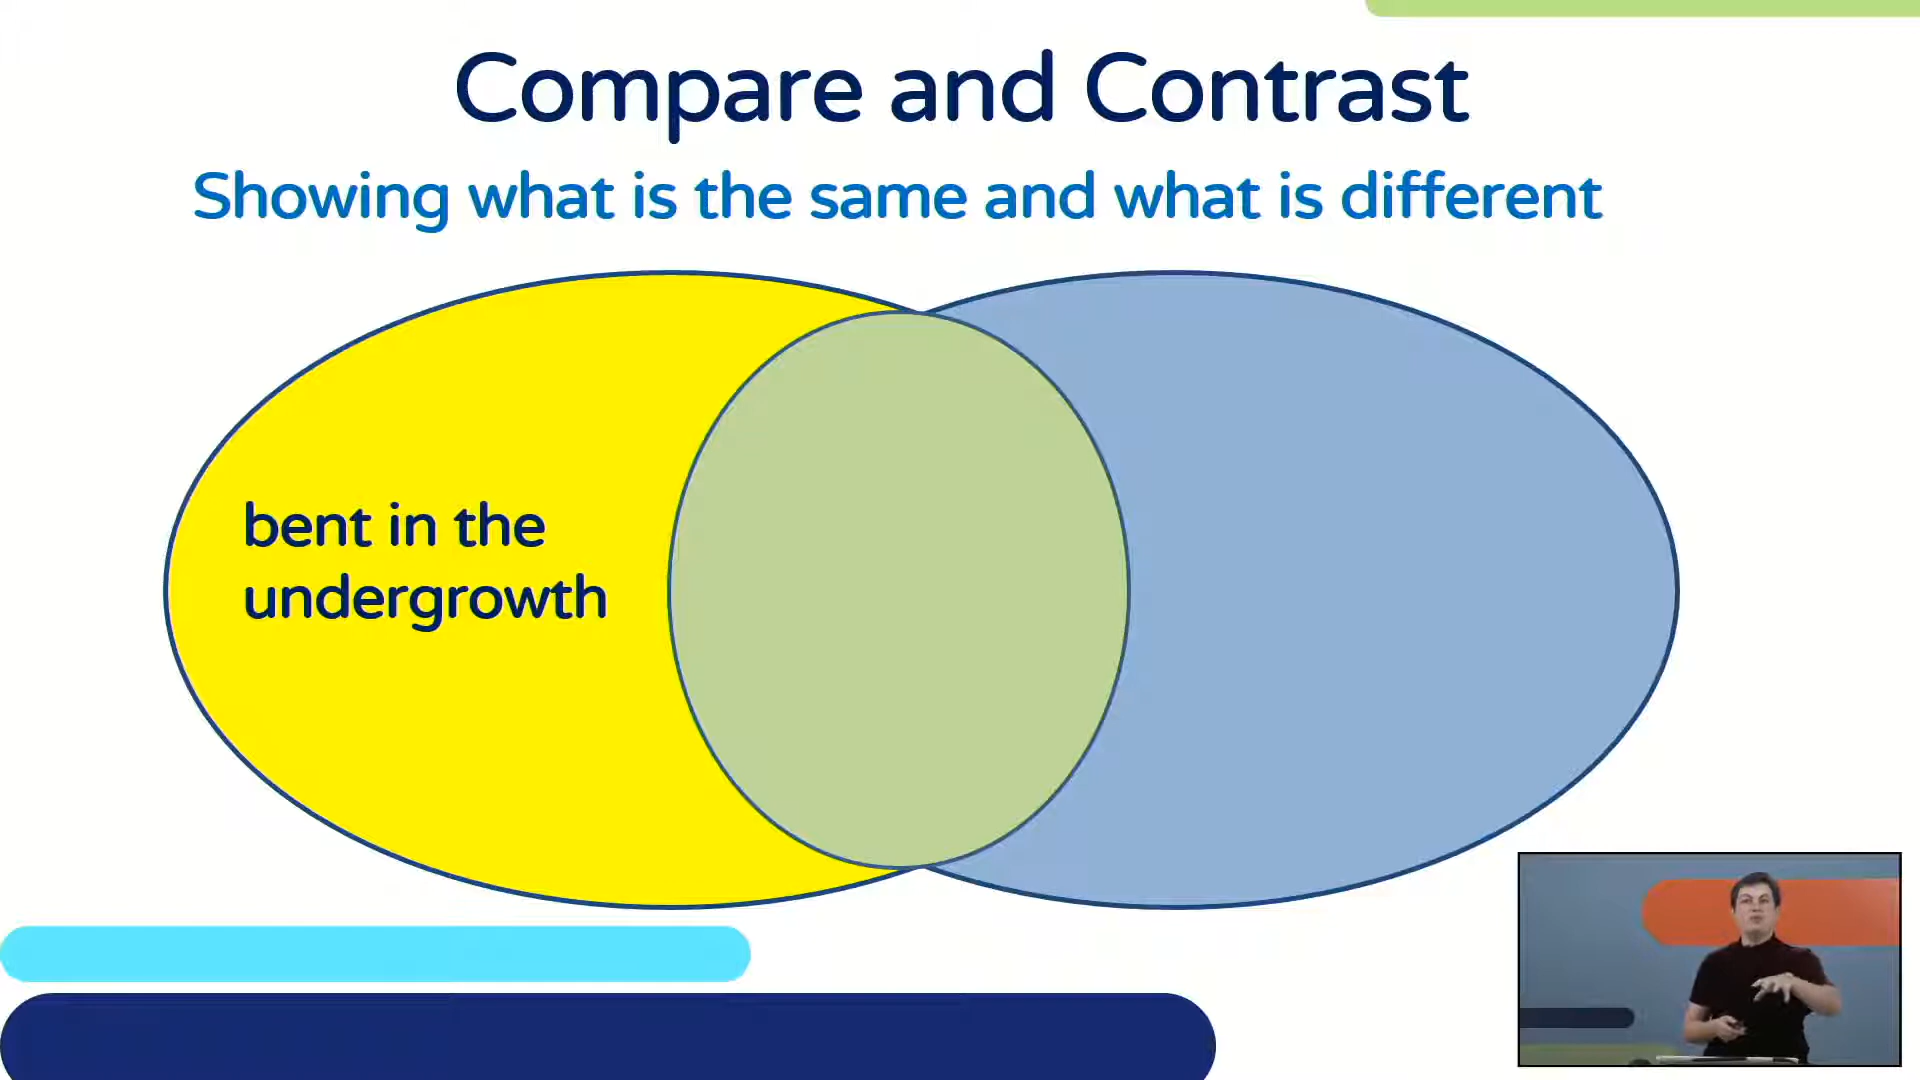 Compare and Contrast
Showing what is the same and what is different
bent in the
undergrowth